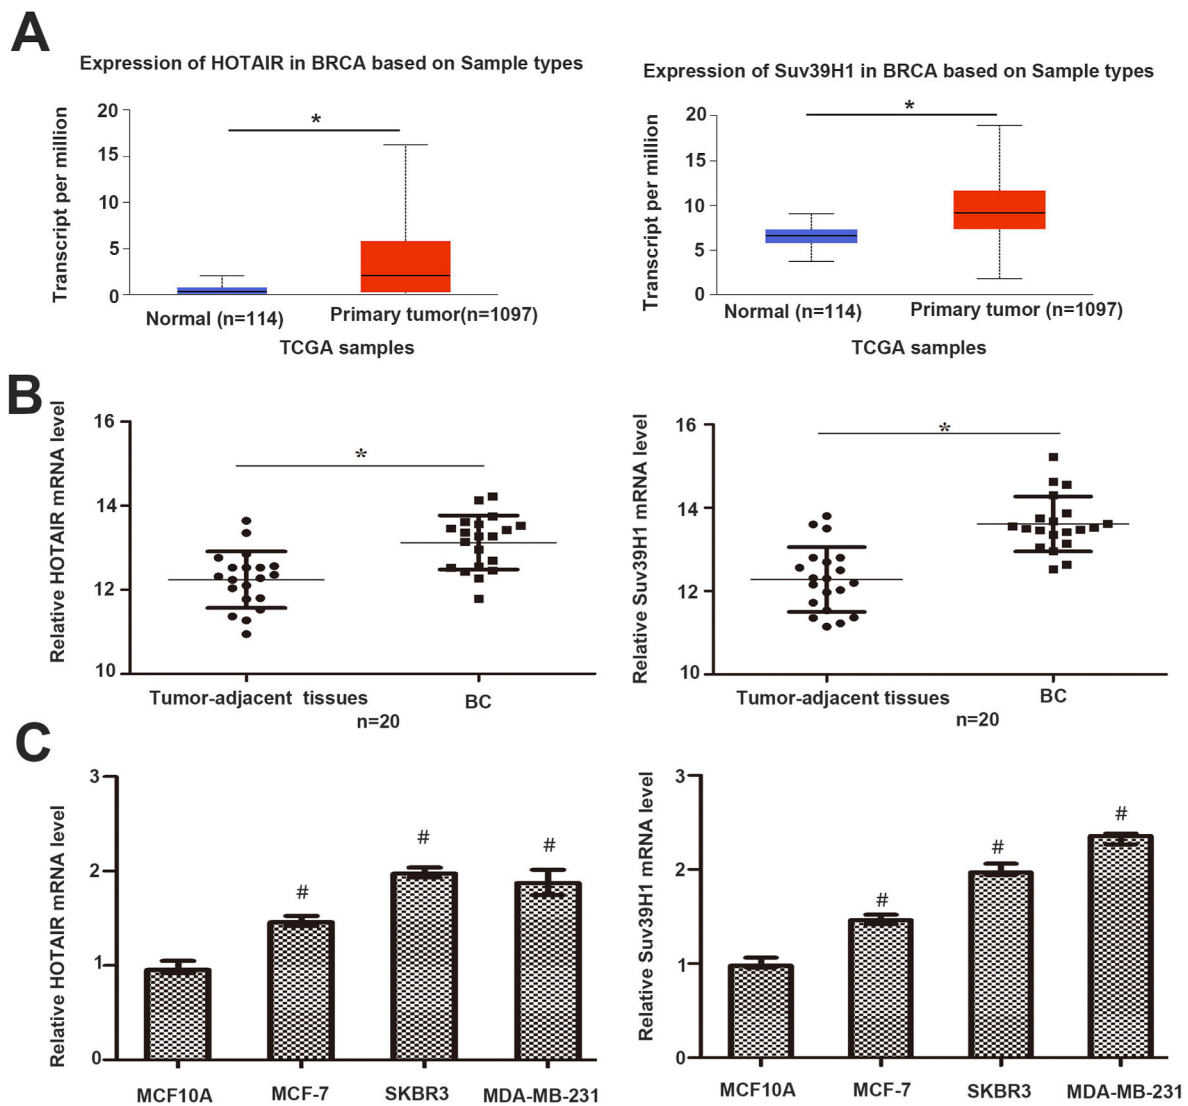 A
Expression of HOTAIR in BRCA based on Sample types
Transcript per million
20
15
10
5
0
*
Normal (n=114)
Primary tumor(n=1097)
TCGA samples
Expression of Suv39H1 in BRCA based on Sample types
Transcript per million
20
15
10
5
0
*
Normal (n=114)
Primary tumor (n=1097)
TCGA samples
B
Relative HOTAIR mRNA level
16
14
12
10
*
Tumor-adjacent tissues
BC
n=20
Relative Suv39H1 mRNA level
16
14
12
10
*
Tumor-adjacent tissues
BC
n=20
C
Relative HOTAIR mRNA level
3
2
1
0
#
#
#
MCF10A
MCF-7
SKBR3
MDA-MB-231
Relative Suv39H1 mRNA level
3
2
1
0
#
#
#
MCF10A
MCF-7
SKBR3
MDA-MB-231